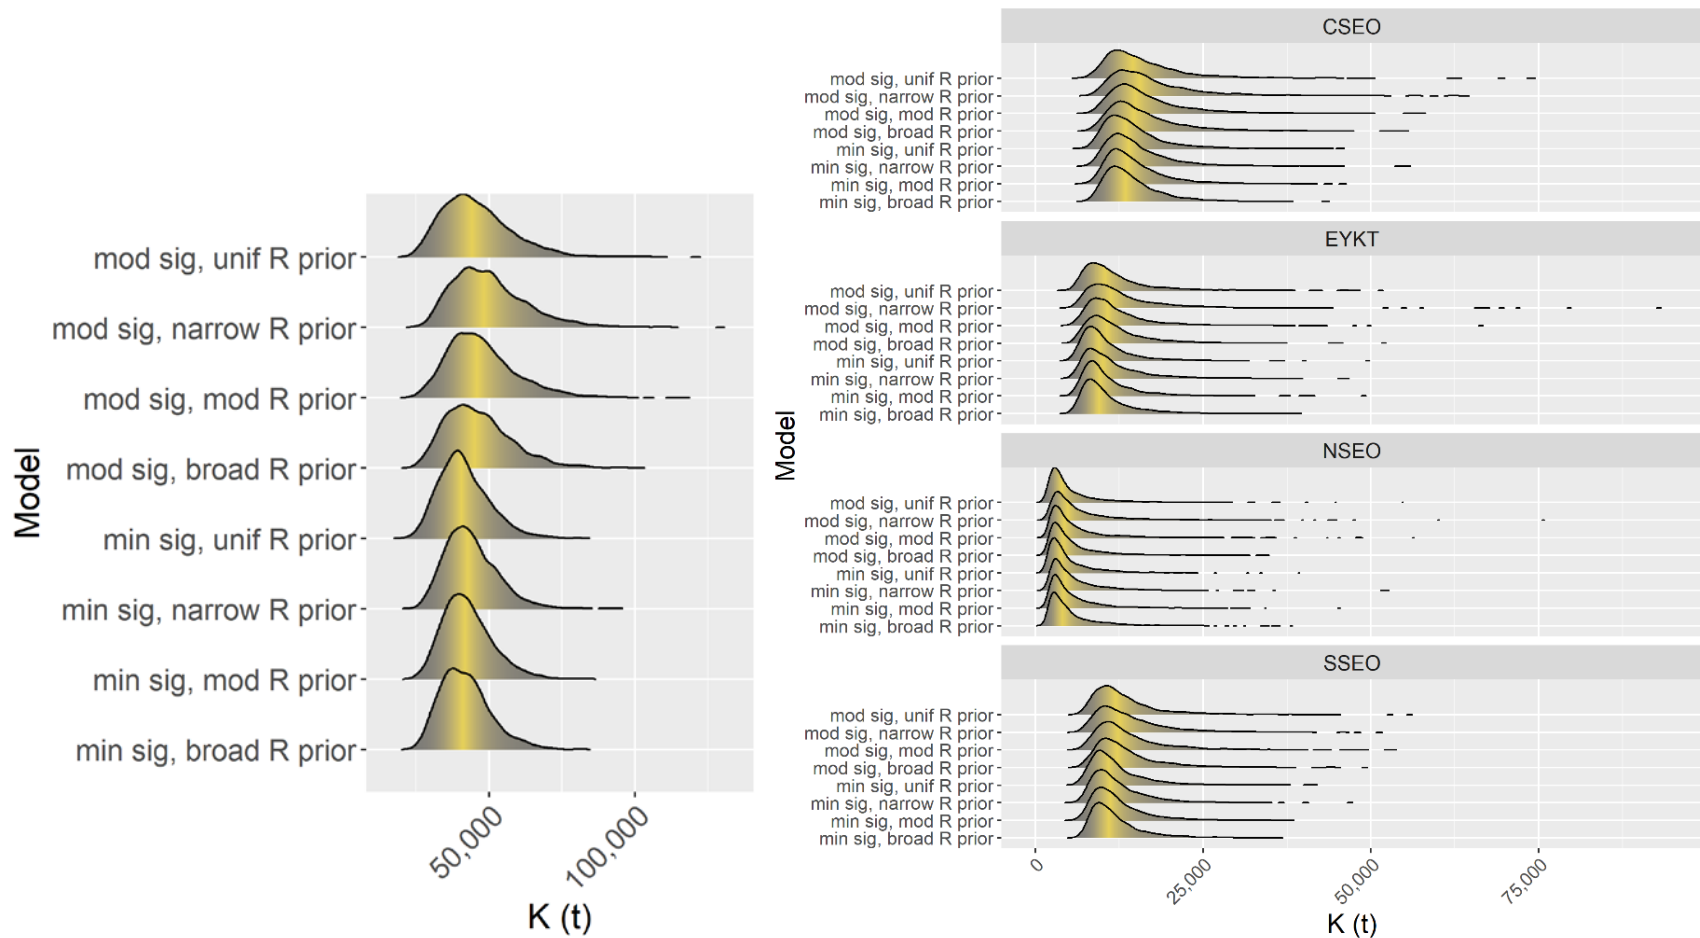 Model
mod sig, unif R prior
mod sig, narrow R prior
mod sig, mod R prior
mod sig, broad R prior
min sig, unif R prior
min sig, narrow R prior
min sig, mod R prior
min sig, broad R prior
50,000
100,000
K (t)
Model
CSEO
mod sig, unif R prior
mod sig, narrow R prior
mod sig, mod R prior
mod sig, broad R prior
min sig, unif R prior
min sig, narrow R prior
min sig, mod R prior
min sig, broad R prior
EYKT
mod sig, unif R prior
mod sig, narrow R prior
mod sig, mod R prior
mod sig, broad R prior
min sig, unif R prior
min sig, narrow R prior
min sig, mod R prior
min sig, broad R prior
NSEO
mod sig, unif R prior
mod sig, narrow R prior
mod sig, mod R prior
mod sig, broad R prior
min sig, unif R prior
min sig, narrow R prior
min sig, mod R prior
min sig, broad R prior
SSEO
mod sig, unif R prior
mod sig, narrow R prior
mod sig, mod R prior
mod sig, broad R prior
min sig, unif R prior
min sig, narrow R prior
min sig, mod R prior
min sig, broad R prior
0
25,000
50,000
75,000
K (t)